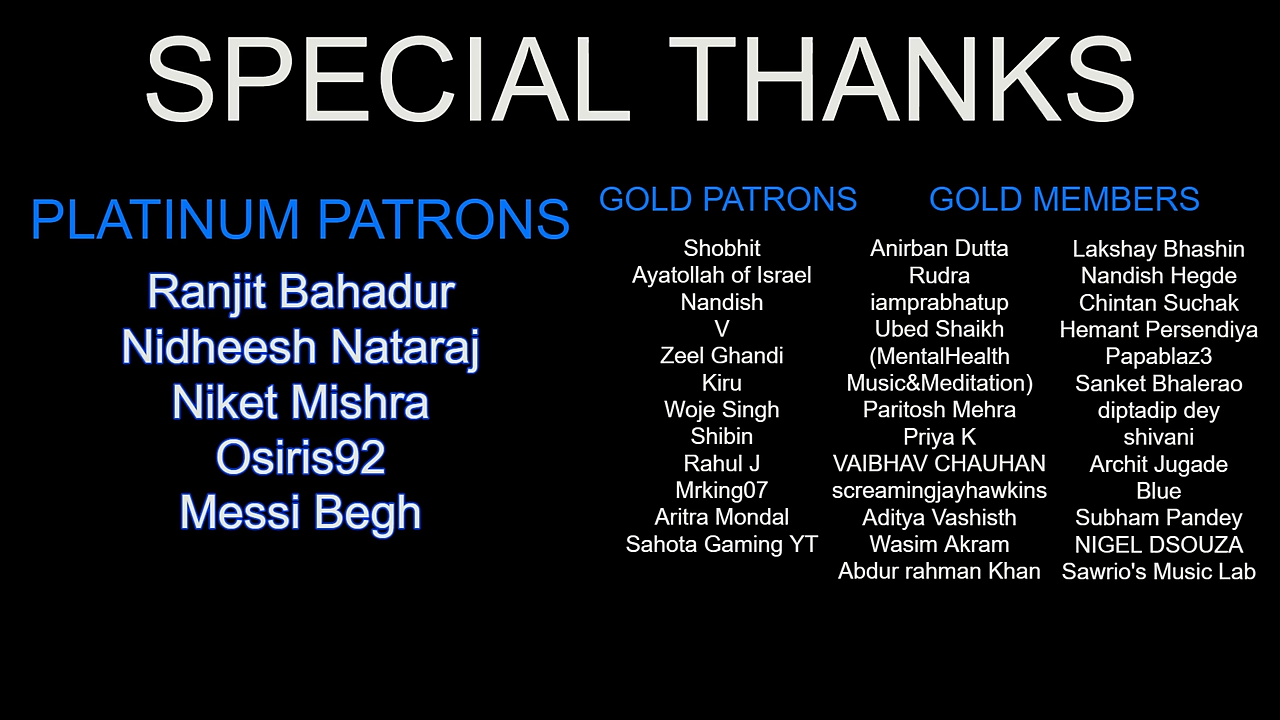 SPECIAL THANKS
PLATINUM PATRONS
Ranjit Bahadur
Nidheesh Nataraj
Niket Mishra
Osiris92
Messi Begh
GOLD PATRONS
Shobhit
Ayatollah of Israel
Nandish
V
Zeel Ghandi
Kiru
Woje Singh
Shibin
Rahul J
Mrking07
Aritra Mondal
Sahota Gaming YT
GOLD MEMBERS
Anirban Dutta
Rudra
iamprabhatup
Ubed Shaikh
(MentalHealth
Music&Meditation)
Paritosh Mehra
Priya K
VAIBHAV CHAUHAN
screamingjayhawkins
Aditya Vashisth
Wasim Akram
Abdur rahman Khan
Lakshay Bhashin
Nandish Hegde
Chintan Suchak
Hemant Persendiya
Papablaz3
Sanket Bhalerao
diptadip dey
shivani
Archit Jugade
Blue
Subham Pandey
NIGEL DSOUZA
Sawrio's Music Lab